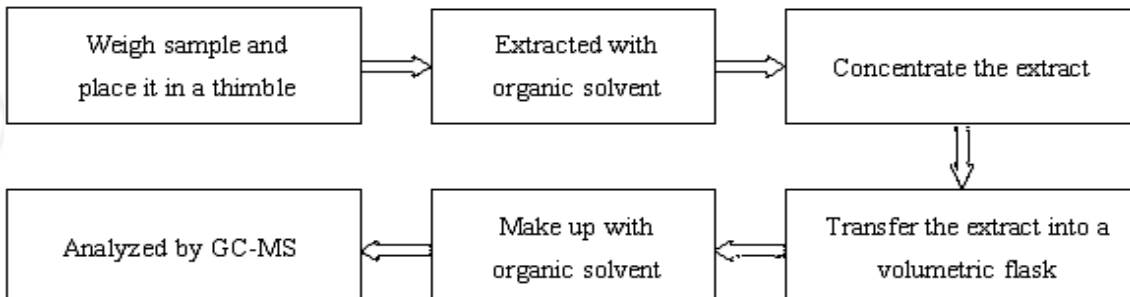 Weigh sample and
place it in a thimble
Extracted with
organic solvent
Concentrate the extract
Transfer the extract into a
volumetric flask
Make up with
organic solvent
Analyzed by GC-MS